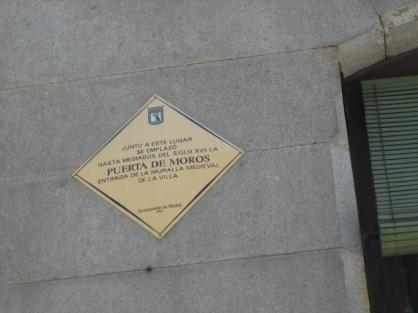 JUNTO A ESTE LUGAR
SE EMPLAZÓ
HASTA MEDIADOS DEL SIGLO XVII LA
PUERTA DE MOROS
ENTRADA DE LA MURALLA MEDIEVAL
DE LA VILLA
Ayuntamiento de Madrid